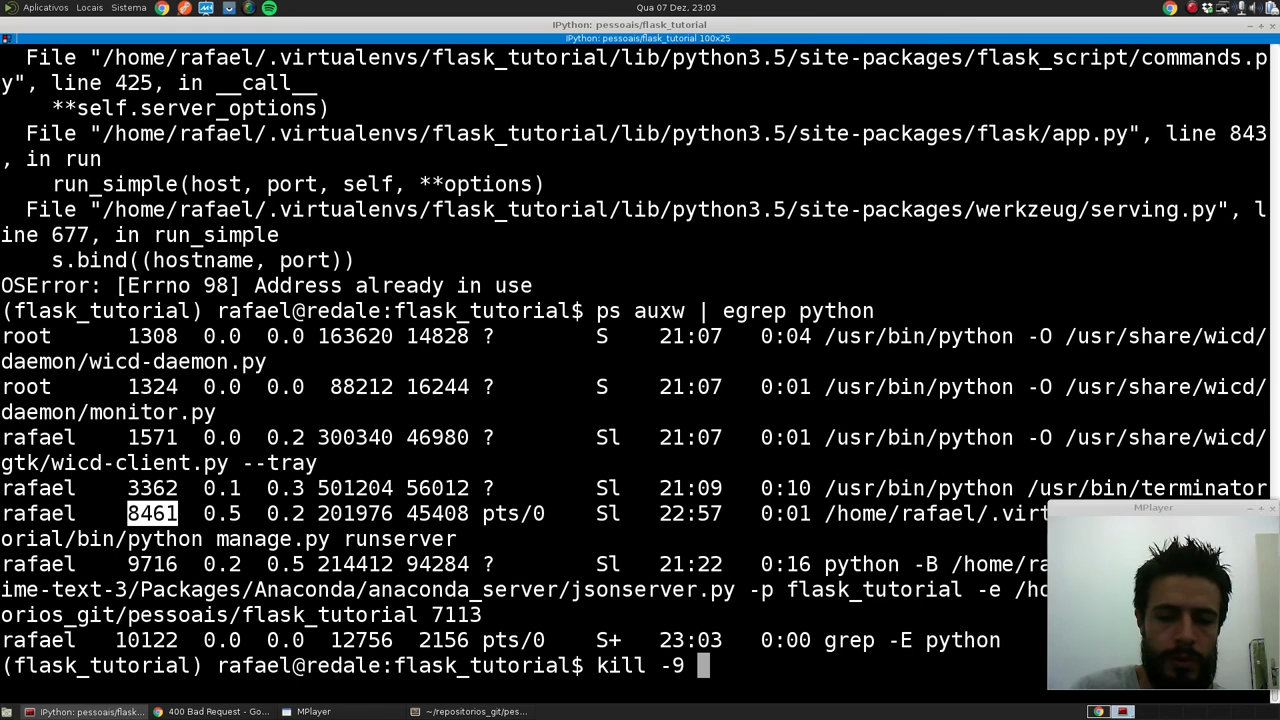 Aplicativos Locais Sistema Qua 07 Dez, 23:03
IPython: pessoais/flask_tutorial
IPython: pessoais/flask_tutorial 100x25
File "/home/rafael/.virtualenvs/flask_tutorial/lib/python3.5/site-packages/flask_script/commands.p
y", line 425, in __call__
**self.server_options)
File "/home/rafael/.virtualenvs/flask_tutorial/lib/python3.5/site-packages/flask/app.py", line 843
, in run
run_simple(host, port, self, **options)
File "/home/rafael/.virtualenvs/flask_tutorial/lib/python3.5/site-packages/werkzeug/serving.py", l
ine 677, in run_simple
s.bind((hostname, port))
OSError: [Errno 98] Address already in use
(flask_tutorial) rafael@redale:flask_tutorial$ ps auxw | egrep python
root 1308 0.0 0.0 163620 14828 ? S 21:07 0:04 /usr/bin/python -O /usr/share/wicd/
daemon/wicd-daemon.py
root 1324 0.0 0.0 88212 16244 ? S 21:07 0:01 /usr/bin/python -O /usr/share/wicd/
daemon/monitor.py
rafael 1571 0.0 0.2 300340 46980 ? Sl 21:07 0:01 /usr/bin/python -O /usr/share/wicd/
gtk/wicd-client.py --tray
rafael 3362 0.1 0.3 501204 56012 ? Sl 21:09 0:10 /usr/bin/python /usr/bin/terminator
rafael 8461 0.5 0.2 201976 45408 pts/0 Sl 22:57 0:01 /home/rafael/.virt
MPlayer
orial/bin/python manage.py runserver
rafael 9716 0.2 0.5 214412 94284 ? Sl 21:22 0:16 python -B /home/ra
ime-text-3/Packages/Anaconda/anaconda_server/jsonserver.py -p flask_tutorial -e /ho
orios_git/pessoais/flask_tutorial 7113
rafael 10122 0.0 0.0 12756 2156 pts/0 S+ 23:03 0:00 grep -E python
(flask_tutorial) rafael@redale:flask_tutorial$ kill -9
IPython: pessoais/flask... 400 Bad Request - Go... MPlayer ~/repositorios_git/pes...